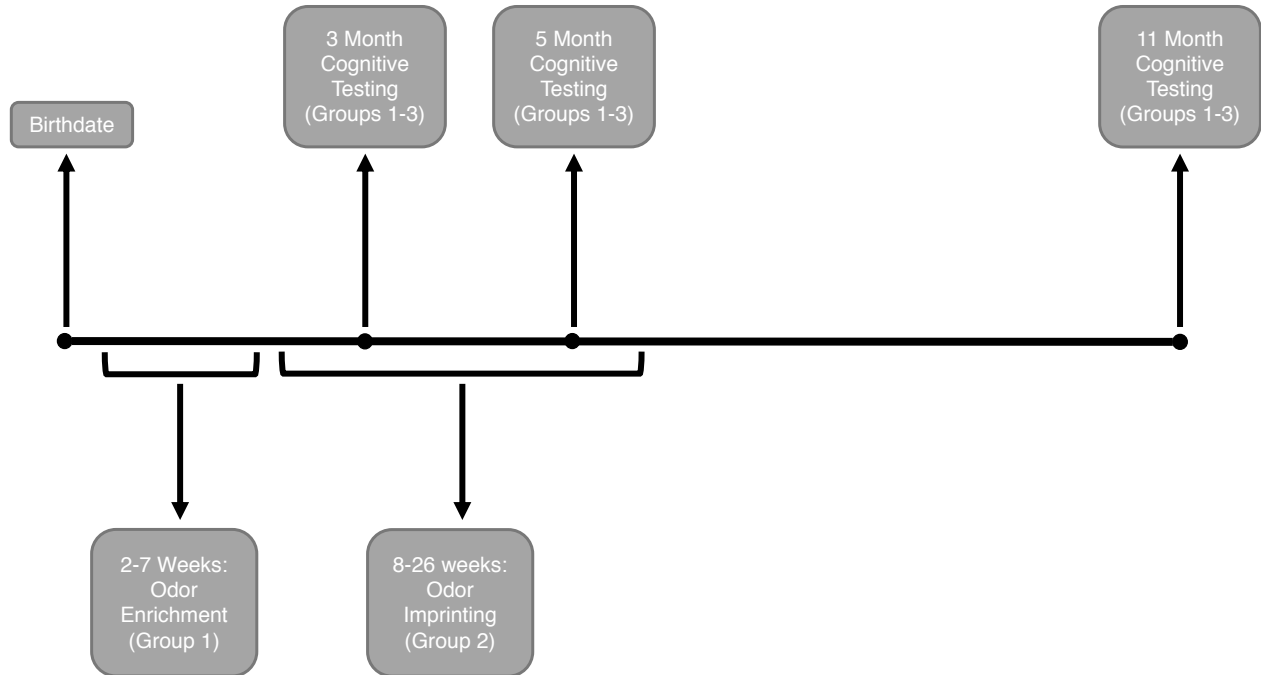 3 Month
Cognitive
Testing
(Groups 1-3)
5 Month
Cognitive
Testing
(Groups 1-3)
11 Month
Cognitive
Testing
(Groups 1-3)
Birthdate
2-7 Weeks:
Odor
Enrichment
(Group 1)
8-26 weeks:
Odor
Imprinting
(Group 2)